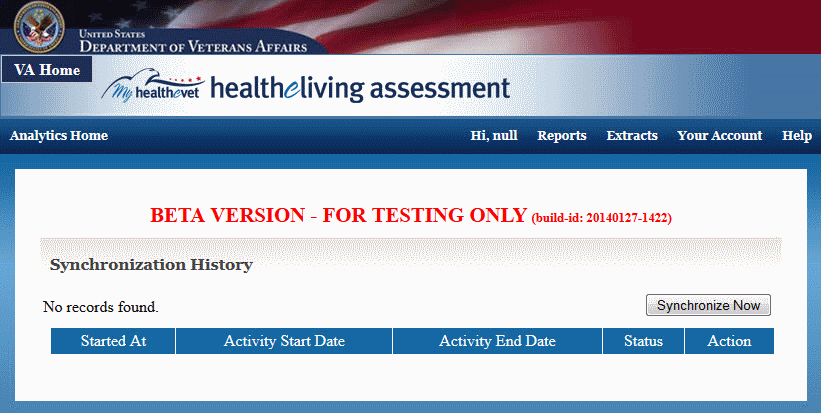 UNITED STATES
DEPARTMENT OF VETERANS AFFAIRS
VA Home
My healthevet healtheliving assessment
Analytics Home Hi, null Reports Extracts Your Account Help
BETA VERSION - FOR TESTING ONLY (build-id: 20140127-1422)
Synchronization History
No records found. Synchronize Now
Started At Activity Start Date Activity End Date Status Action